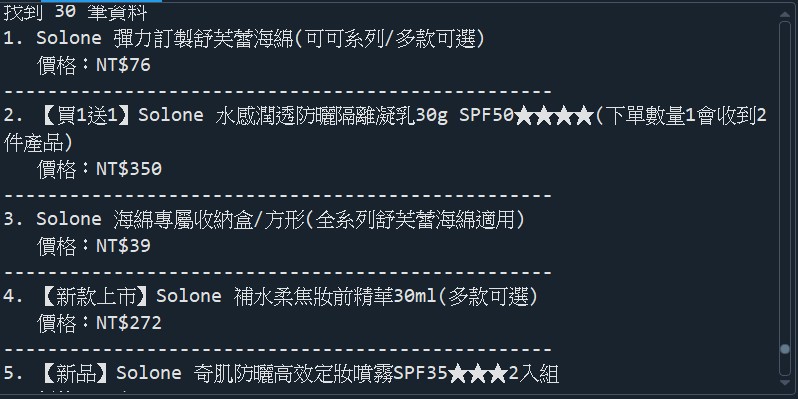 找到 30 筆資料
1. Solone 彈力訂製舒芙蕾海綿(可可系列/多款可選)
價格：NT$76
--------------------------------------------------
2. 【買1送1】Solone 水感潤透防曬隔離凝乳30g SPF50★★★★(下單數量1會收到2
件產品)
價格：NT$350
--------------------------------------------------
3. Solone 海綿專屬收納盒/方形(全系列舒芙蕾海綿適用)
價格：NT$39
--------------------------------------------------
4. 【新款上市】Solone 補水柔焦妝前精華30ml(多款可選)
價格：NT$272
--------------------------------------------------
5. 【新品】Solone 奇肌防曬高效定妝噴霧SPF35★★★2入組